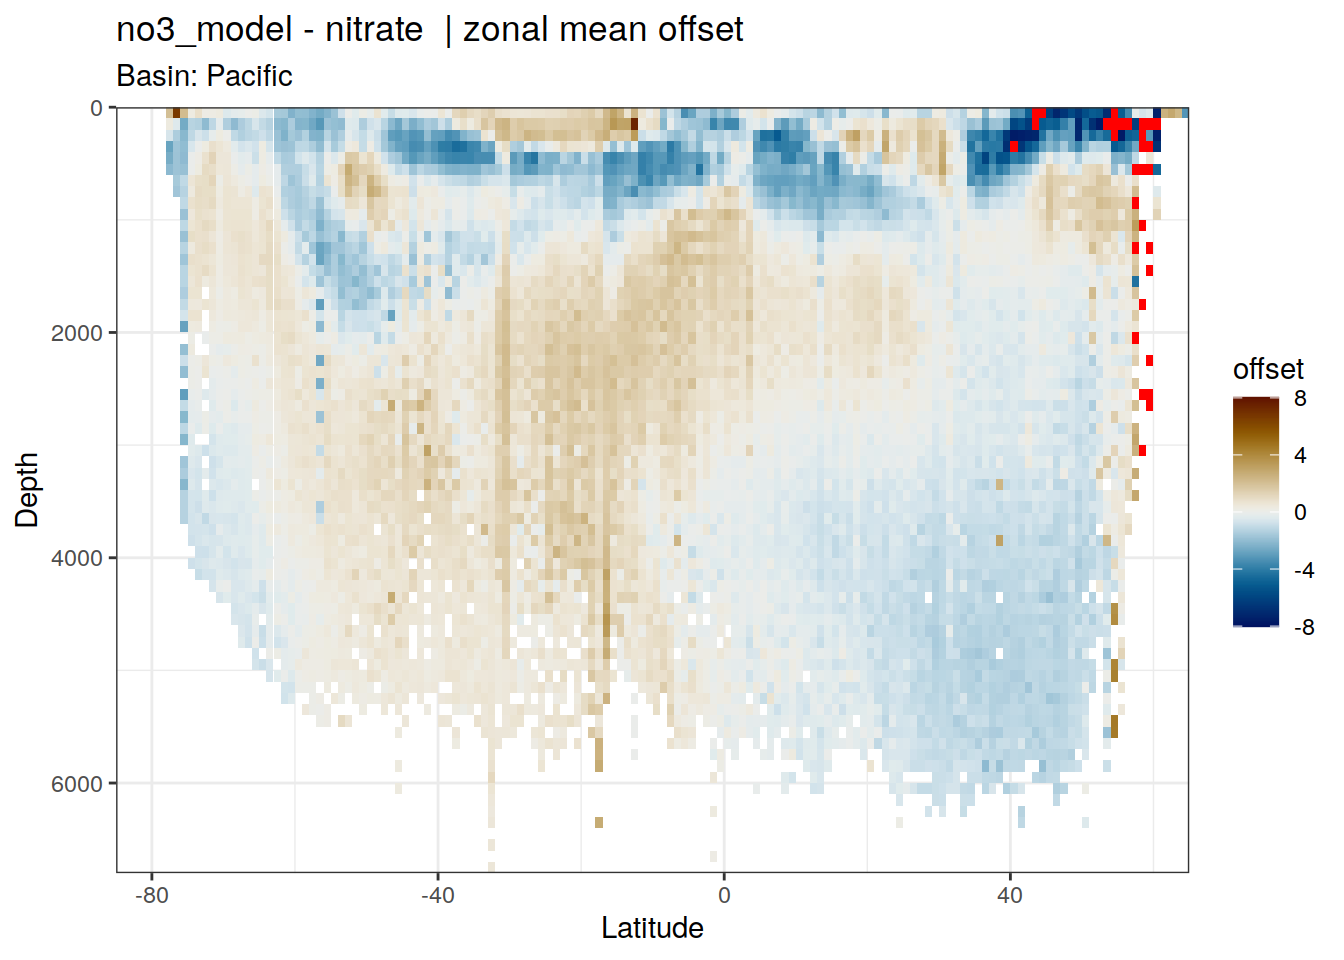 no3_model - nitrate  | zonal mean offset
Basin: Pacific
0
2000
4000
6000
Depth
-80
-40
0
40
Latitude
offset
8
4
0
-4
-8